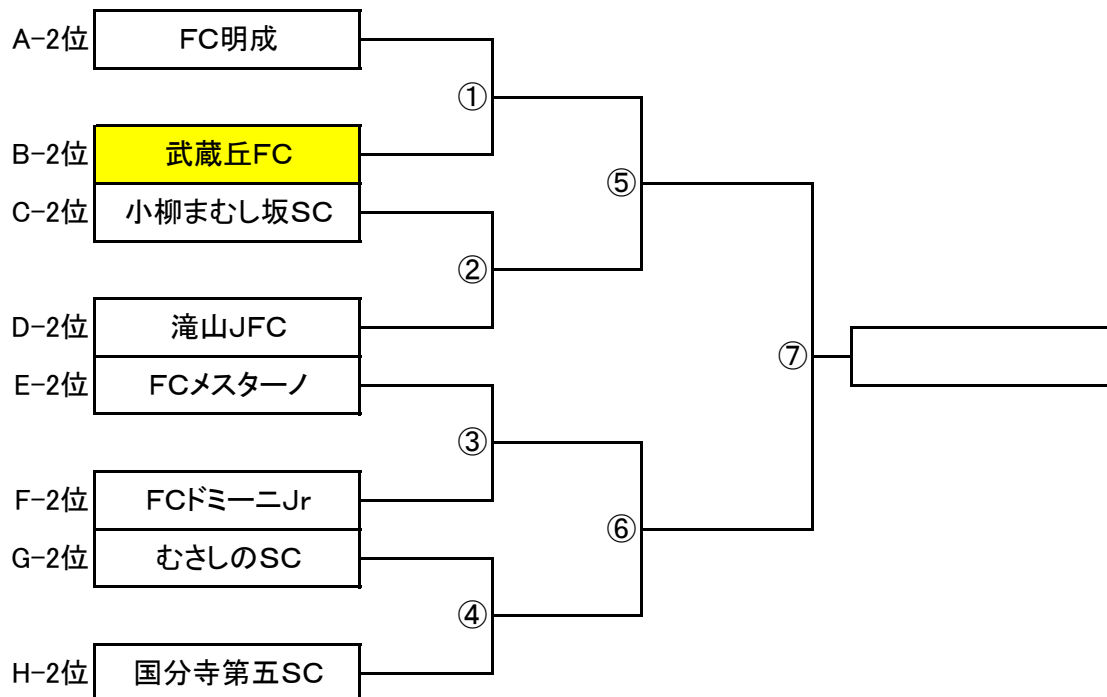 A-2位 FC明成
①
B-2位 武蔵丘FC
⑤
C-2位 小柳まむし坂SC
②
D-2位 滝山JFC
⑦
E-2位 FCメスターノ
③
F-2位 FCドミーニJr
⑥
G-2位 むさしのSC
④
H-2位 国分寺第五SC